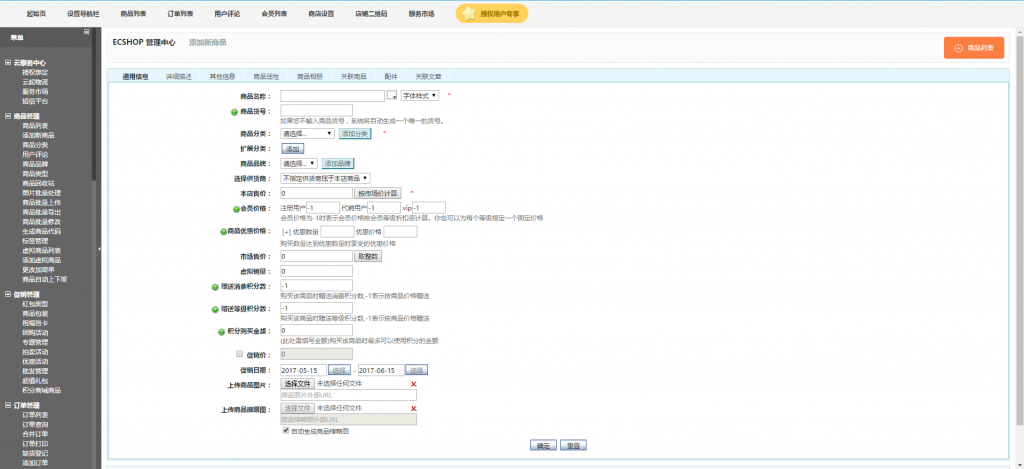 起始页 设置导航栏 商品列表 订单列表 用户评论 会员列表 商店设置 店铺二维码 服务市场 授权用户专享
菜单
云服务中心
授权绑定
云起物流
服务市场
短信平台
商品管理
商品列表
添加新商品
商品分类
用户评论
商品品牌
商品类型
商品回收站
图片批量处理
商品批量上传
商品批量导出
商品批量修改
生成商品代码
标签管理
虚拟商品列表
添加虚拟商品
更改加密串
商品自动上下架
促销管理
红包类型
商品包装
祝福贺卡
团购活动
专题管理
拍卖活动
优惠活动
批发管理
超值礼包
积分商城商品
订单管理
订单列表
订单查询
合并订单
订单打印
缺货登记
添加订单
ECSHOP 管理中心 添加新商品
商品列表
通用信息 详细描述 其他信息 商品属性 商品相册 关联商品 配件 关联文章
商品名称： 字体样式 *
商品货号：
如果您不输入商品货号，系统将自动生成一个唯一的货号。
商品分类： 请选择... 添加分类 *
扩展分类： 添加
商品品牌： 请选择... 添加品牌
选择供货商： 不指定供货商属于本店商品
本店售价： 0 按市场价计算 *
会员价格： 注册用户 -1 代销用户 -1 vip -1
会员价格为-1时表示会员价格按会员等级折扣率计算。你也可以为每个等级指定一个固定价格
商品优惠价格： [+] 优惠数量 优惠价格
购买数量达到优惠数量时享受的优惠价格
市场售价： 0 取整数
虚拟销量： 0
赠送消费积分数： -1
购买该商品时赠送消费积分数,-1表示按商品价格赠送
赠送等级积分数： -1
购买该商品时赠送等级积分数,-1表示按商品价格赠送
积分购买金额： 0
(此处需填写金额)购买该商品时最多可以使用积分的金额
促销价： 0
促销日期： 2017-05-15 选择 - 2017-06-15 选择
上传商品图片： 选择文件 未选择任何文件
商品图片外部URL
上传商品缩略图： 选择文件 未选择任何文件
商品缩略图外部URL
自动生成商品缩略图
确定 重置